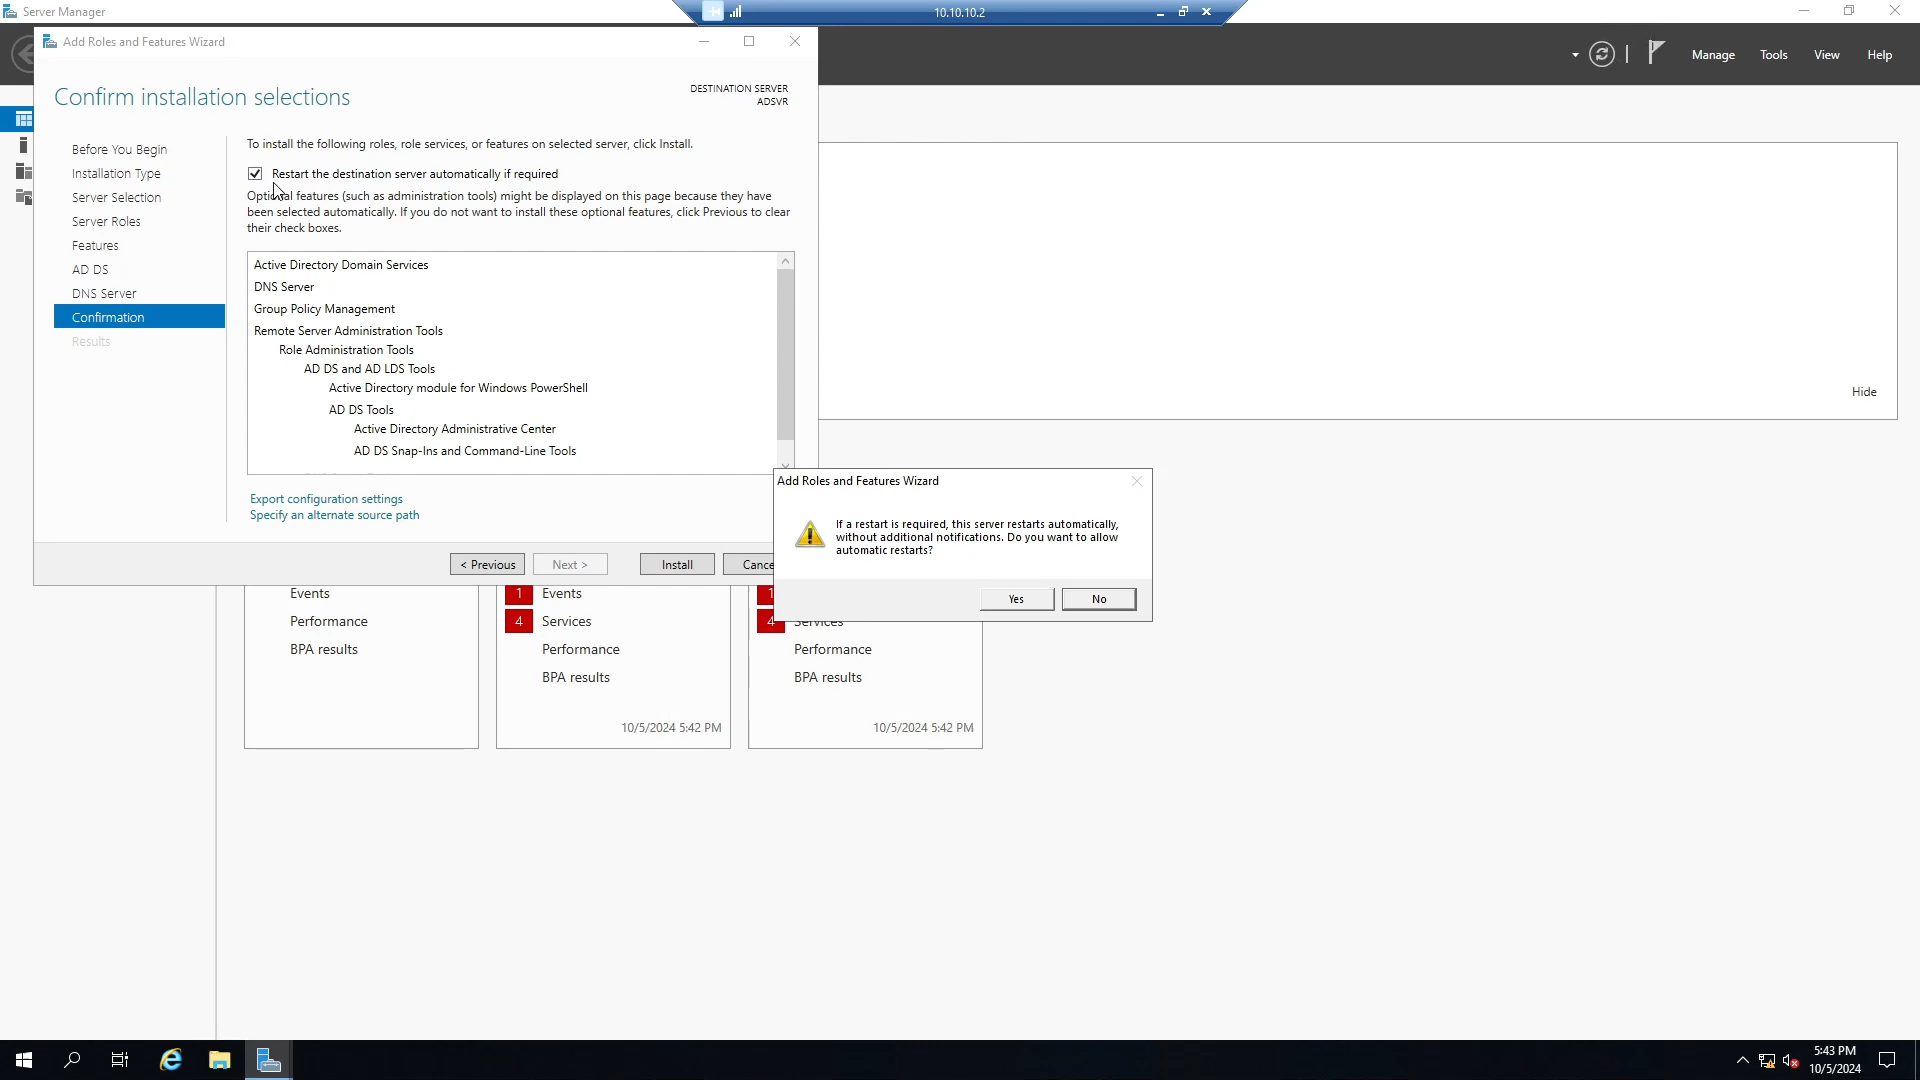 Server Manager
10.10.10.2
Manage
Tools
View
Help
Add Roles and Features Wizard
Confirm installation selections
DESTINATION SERVER
ADSVR
Before You Begin
Installation Type
Server Selection
Server Roles
Features
AD DS
DNS Server
Confirmation
Results
To install the following roles, role services, or features on selected server, click Install.
Restart the destination server automatically if required
Optional features (such as administration tools) might be displayed on this page because they have
been selected automatically. If you do not want to install these optional features, click Previous to clear
their check boxes.
Active Directory Domain Services
DNS Server
Group Policy Management
Remote Server Administration Tools
Role Administration Tools
AD DS and AD LDS Tools
Active Directory module for Windows PowerShell
AD DS Tools
Active Directory Administrative Center
AD DS Snap-Ins and Command-Line Tools
Export configuration settings
Specify an alternate source path
< Previous
Next >
Install
Cance
Hide
Add Roles and Features Wizard
If a restart is required, this server restarts automatically,
without additional notifications. Do you want to allow
automatic restarts?
Yes
No
Events
Performance
BPA results
1 Events
4 Services
Performance
BPA results
10/5/2024 5:42 PM
1
4 Services
Performance
BPA results
10/5/2024 5:42 PM
5:43 PM
10/5/2024